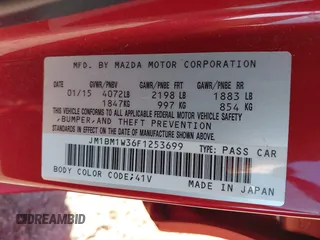 MFD. BY MAZDA MOTOR CORPORATION
GVWR/PNBV GAWR/PNBE FRT GAWR/PNBE RR
01/15 4072LB 2198 LB 1883 LB
1847KG 997 KG 854 KG
THIS VEHICLE CONFORMS TO ALL APPLICABLE FEDERAL MOTOR VEHICLE SAFETY
,BUMPER,AND THEFT PREVENTION
STANDARDS IN EFFECT ON THE DATE OF MANUFACTURE SHOWN ABOVE.
JM1BM1W36F1253699 TYPE: PASS CAR
BODY COLOR CODE;41V
MADE IN JAPAN
DREAMBID